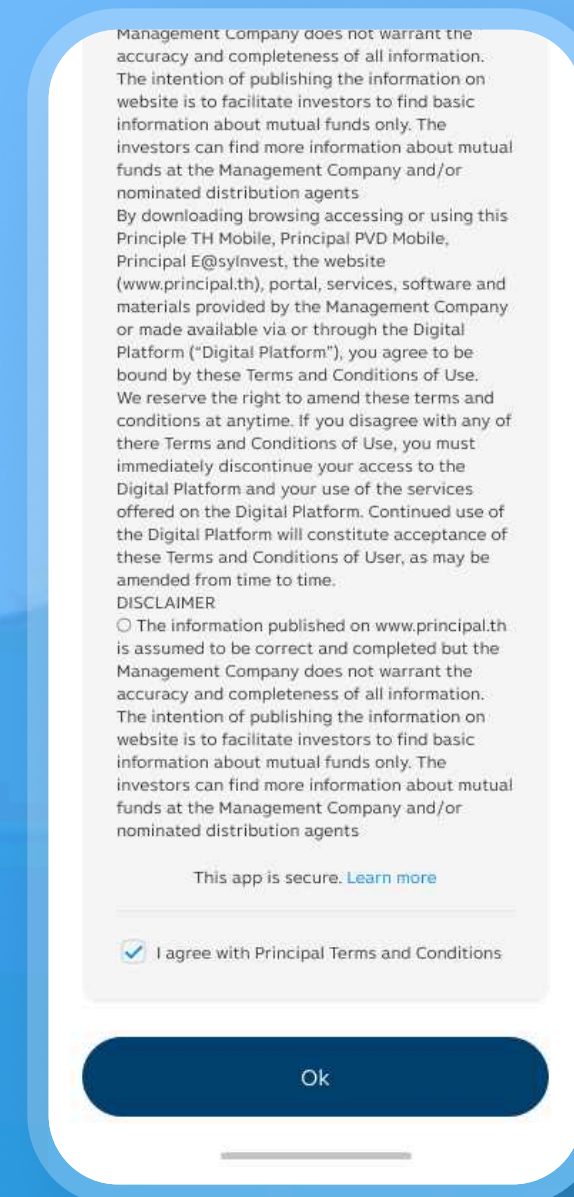 Management Company does not warrant the
accuracy and completeness of all information.
The intention of publishing the information on
website is to facilitate investors to find basic
information about mutual funds only. The
investors can find more information about mutual
funds at the Management Company and/or
nominated distribution agents
By downloading browsing accessing or using this
Principle TH Mobile, Principal PVD Mobile,
Principal E@syInvest, the website
(www.principal.th), portal, services, software and
materials provided by the Management Company
or made available via or through the Digital
Platform (“Digital Platform”), you agree to be
bound by these Terms and Conditions of Use.
We reserve the right to amend these terms and
conditions at anytime. If you disagree with any of
there Terms and Conditions of Use, you must
immediately discontinue your access to the
Digital Platform and your use of the services
offered on the Digital Platform. Continued use of
the Digital Platform will constitute acceptance of
these Terms and Conditions of User, as may be
amended from time to time.
DISCLAIMER
○ The information published on www.principal.th
is assumed to be correct and completed but the
Management Company does not warrant the
accuracy and completeness of all information.
The intention of publishing the information on
website is to facilitate investors to find basic
information about mutual funds only. The
investors can find more information about mutual
funds at the Management Company and/or
nominated distribution agents
This app is secure. Learn more
I agree with Principal Terms and Conditions
Ok